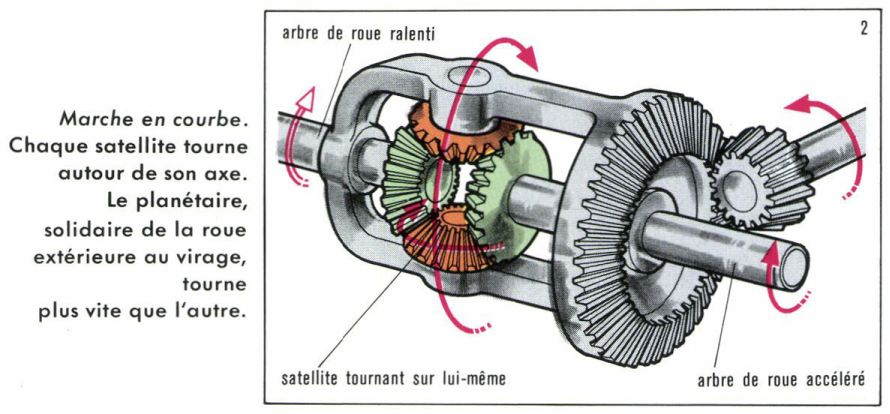 Marche en courbe.
Chaque satellite tourne
autour de son axe.
Le planétaire,
solidaire de la roue
extérieure au virage,
tourne
plus vite que l'autre.
2
arbre de roue ralenti
satellite tournant sur lui-même
arbre de roue accéléré